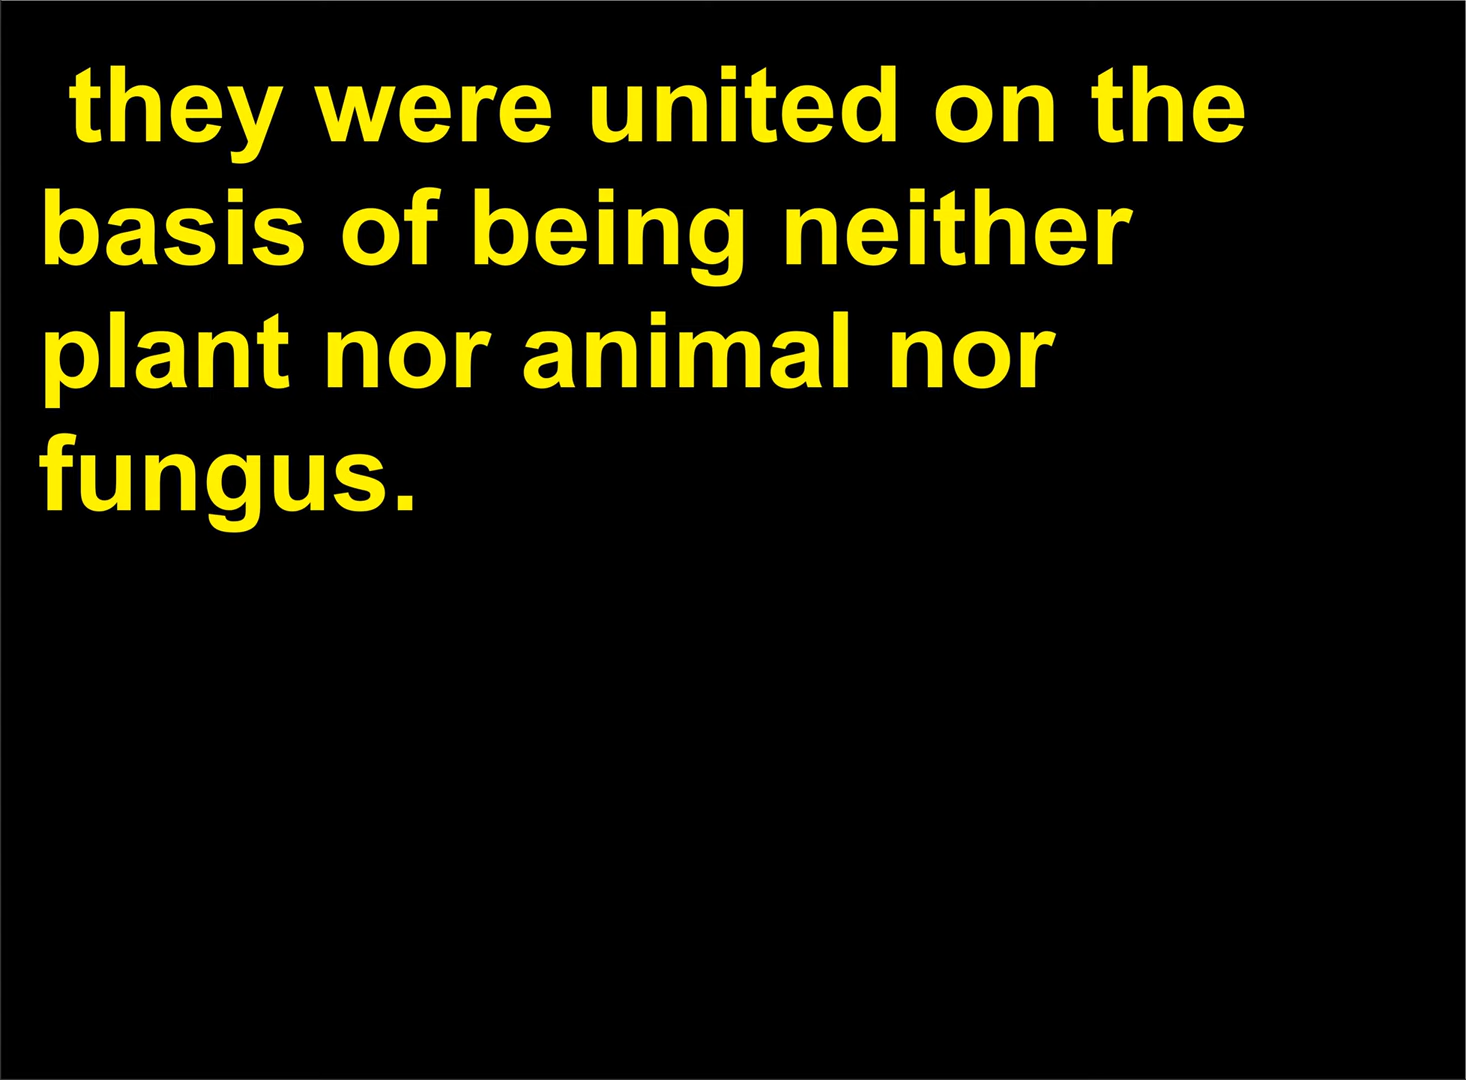 they were united on the
basis of being neither
plant nor animal nor
fungus.